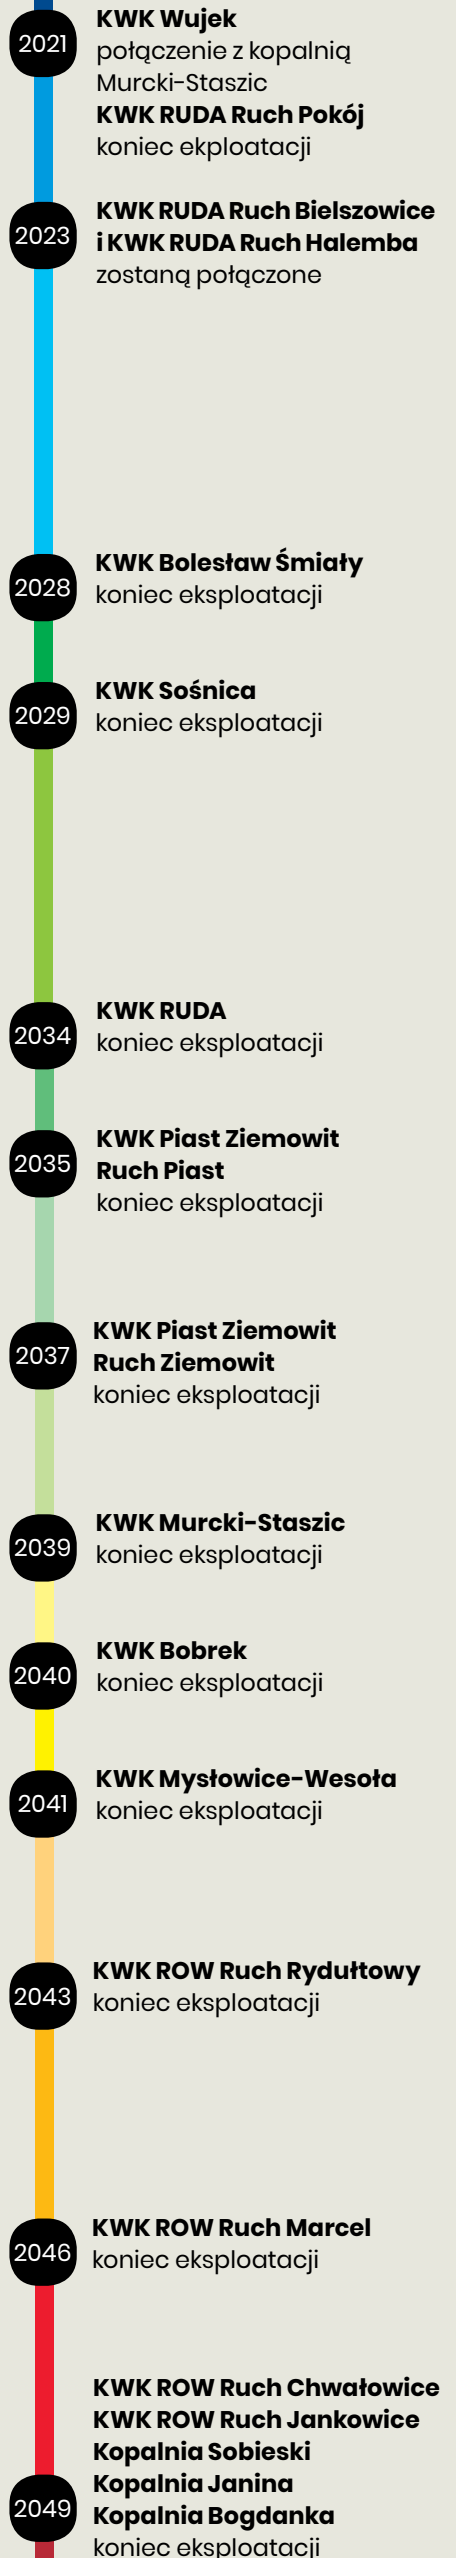 2021
KWK Wujek
połączenie z kopalnią
Murcki-Staszic
KWK RUDA Ruch Pokój
koniec ekploatacji
2023
KWK RUDA Ruch Bielszowice
i KWK RUDA Ruch Halemba
zostaną połączone
2028
KWK Bolesław Śmiały
koniec eksploatacji
2029
KWK Sośnica
koniec eksploatacji
2034
KWK RUDA
koniec eksploatacji
2035
KWK Piast Ziemowit
Ruch Piast
koniec eksploatacji
2037
KWK Piast Ziemowit
Ruch Ziemowit
koniec eksploatacji
2039
KWK Murcki-Staszic
koniec eksploatacji
2040
KWK Bobrek
koniec eksploatacji
2041
KWK Mysłowice-Wesoła
koniec eksploatacji
2043
KWK ROW Ruch Rydułtowy
koniec eksploatacji
2046
KWK ROW Ruch Marcel
koniec eksploatacji
2049
KWK ROW Ruch Chwałowice
KWK ROW Ruch Jankowice
Kopalnia Sobieski
Kopalnia Janina
Kopalnia Bogdanka
koniec eksploatacji